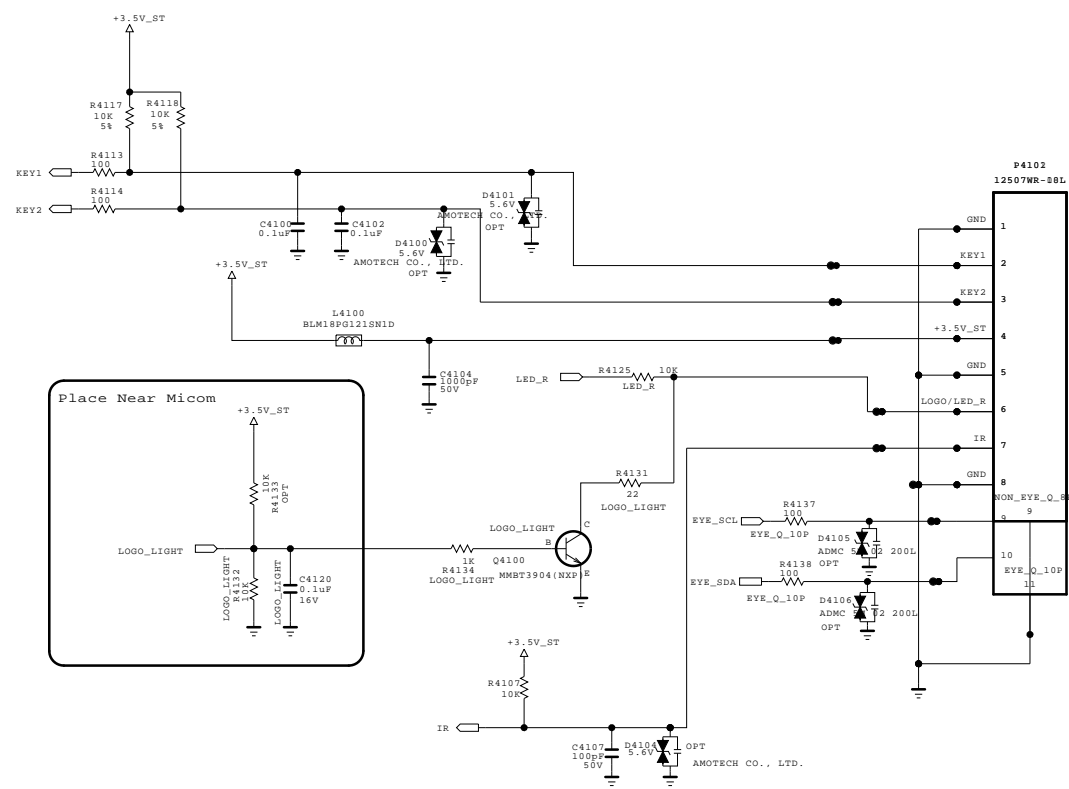 +3.5V_ST
R4117
10K
5%
R4118
10K
5%
KEY1
R4113
100
KEY2
R4114
100
C4100
0.1uF
C4102
0.1uF
D4101
5.6V
AMOTECH CO., LTD.
OPT
D4100
5.6V
AMOTECH CO., LTD.
OPT
P4102
12507WR-08L
GND
1
KEY1
2
KEY2
3
+3.5V_ST
4
GND
5
LOGO/LED_R
6
IR
7
GND
8
NON_EYE_Q_8
9
9
10
EYE_Q_10P
11
+3.5V_ST
L4100
BLM18PG121SN1D
C4104
1000pF
50V
LED_R
R4125
10K
LED_R
Place Near Micom
+3.5V_ST
10K
R4133
OPT
LOGO_LIGHT
LOGO_LIGHT
R4132
10K
LOGO_LIGHT
C4120
0.1uF
16V
1K
R4134
LOGO_LIGHT
R4131
22
LOGO_LIGHT
LOGO_LIGHT
C
B
E
Q4100
MMBT3904(NXP)
EYE_SCL
R4137
100
EYE_Q_10P
D4105
ADMC 5M 02 200L
OPT
EYE_SDA
R4138
100
EYE_Q_10P
D4106
ADMC 5M 02 200L
OPT
+3.5V_ST
R4107
10K
IR
C4107
100pF
50V
D4104
5.6V
OPT
AMOTECH CO., LTD.